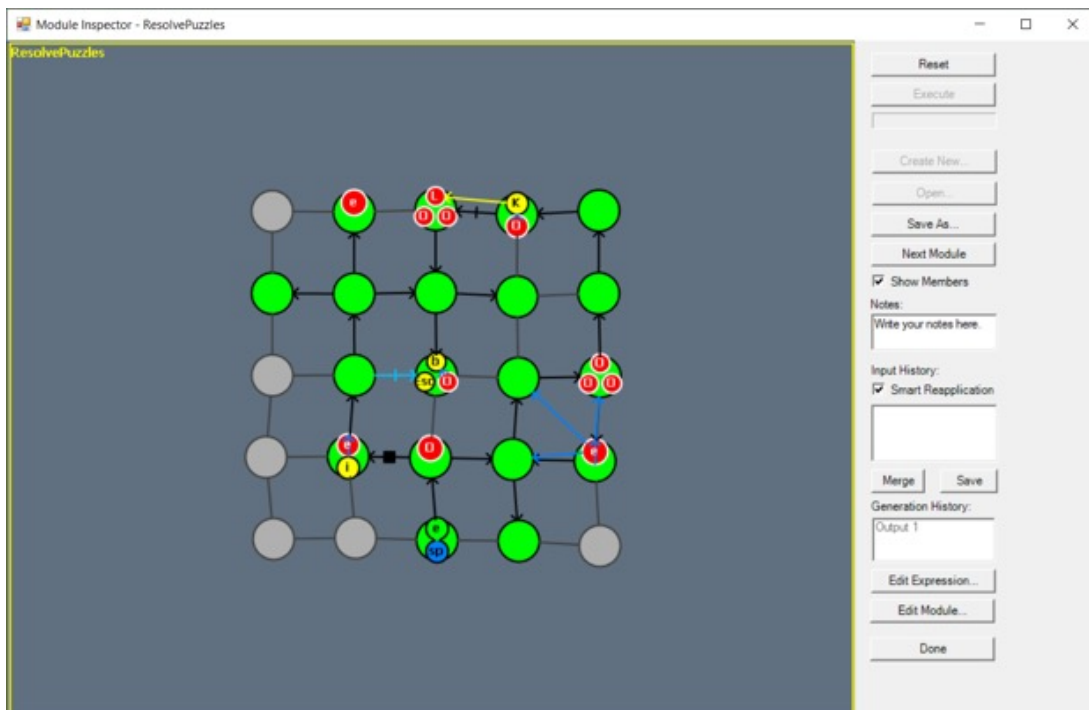 Module Inspector - ResolvePuzzles
ResolvePuzzles
Reset
Execute
Create New...
Open...
Save As...
Next Module
Show Members
Notes:
Write your notes here.
Input History:
Smart Reapplication
Merge Save
Generation History:
Output 1
Edit Expression...
Edit Module...
Done
e L K
b
e i
e
e
sp